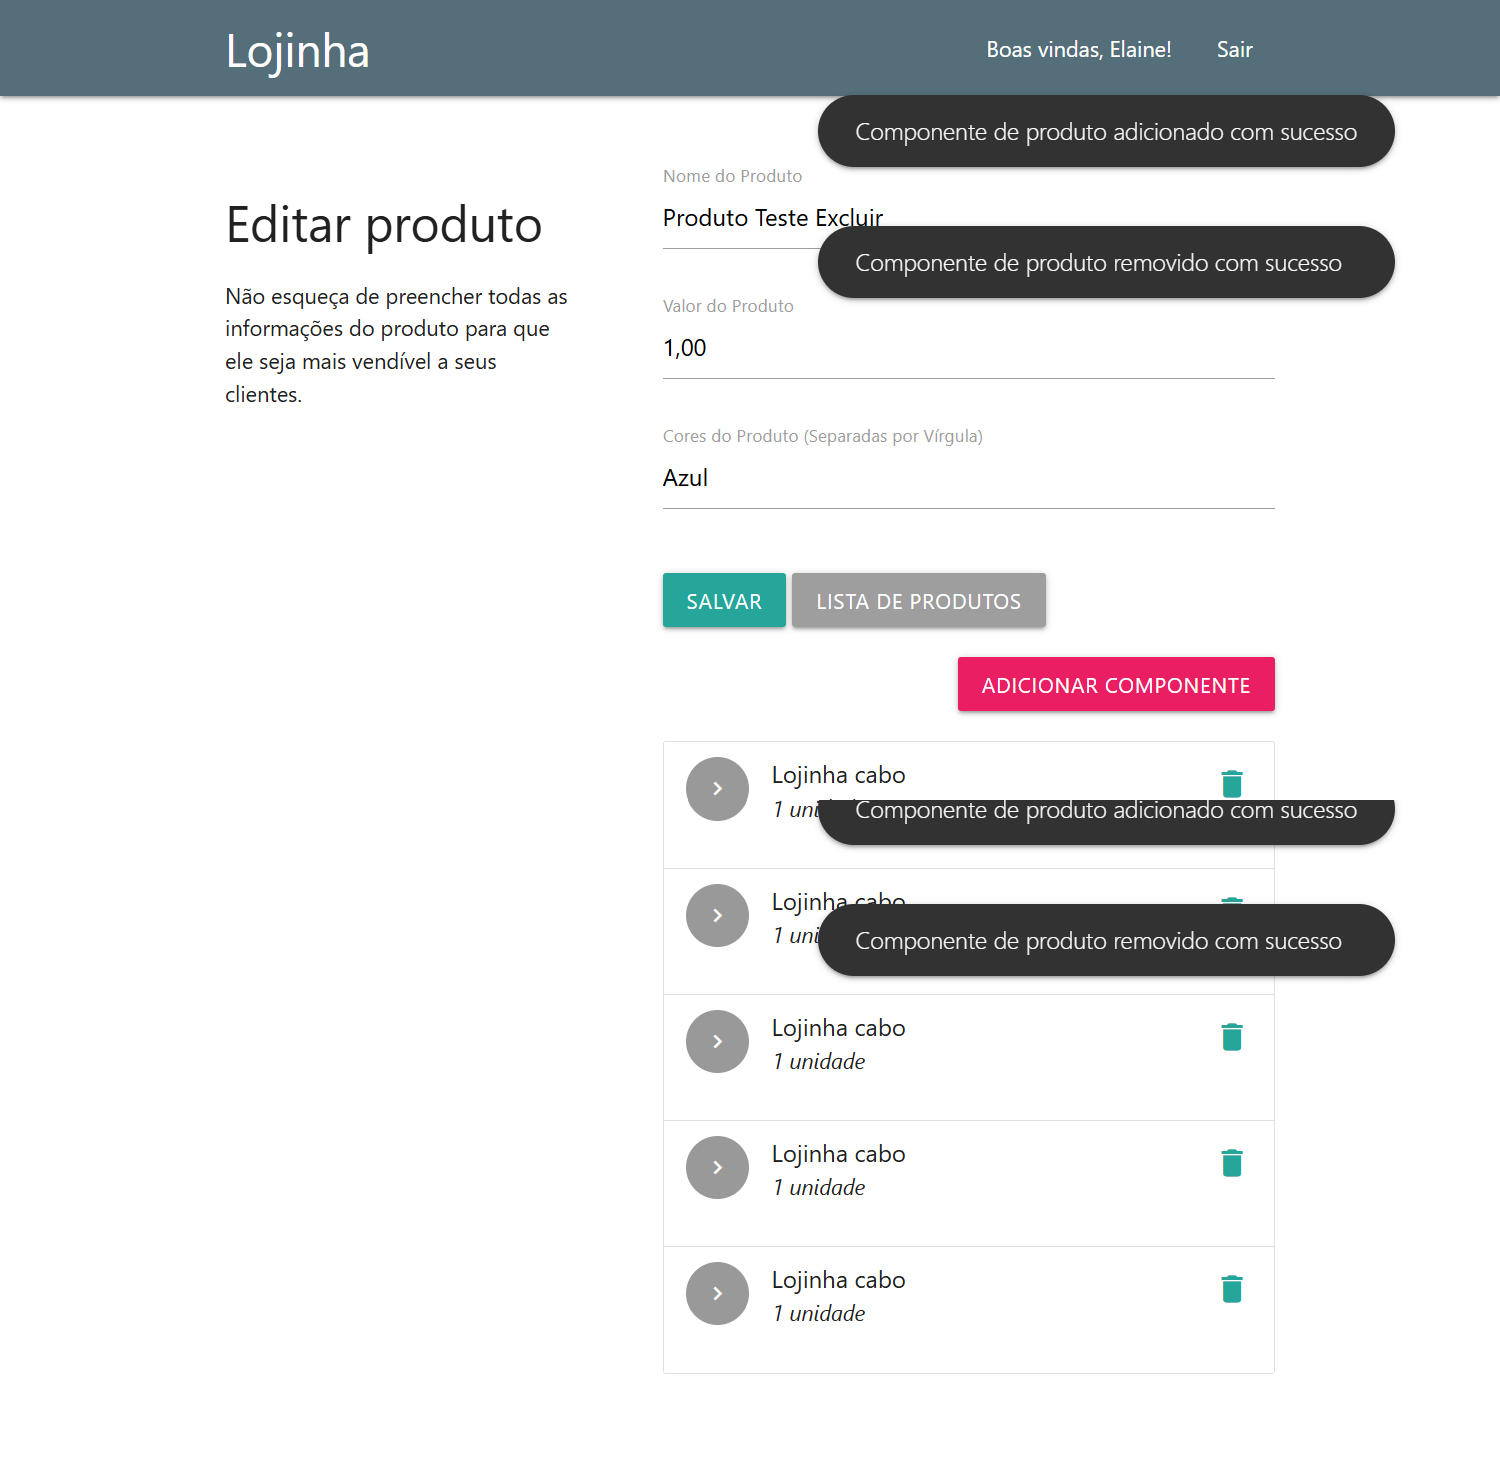 Lojinha
Boas vindas, Elaine!
Sair
Componente de produto adicionado com sucesso
Editar produto
Não esqueça de preencher todas as
informações do produto para que
ele seja mais vendível a seus
clientes.
Nome do Produto
Produto Teste Excluir
Componente de produto removido com sucesso
Valor do Produto
1,00
Cores do Produto (Separadas por Vírgula)
Azul
SALVAR
LISTA DE PRODUTOS
ADICIONAR COMPONENTE
Lojinha cabo
1
Componente de produto adicionado com sucesso
Lojinha cabo
1
Componente de produto removido com sucesso
Lojinha cabo
1 unidade
Lojinha cabo
1 unidade
Lojinha cabo
1 unidade